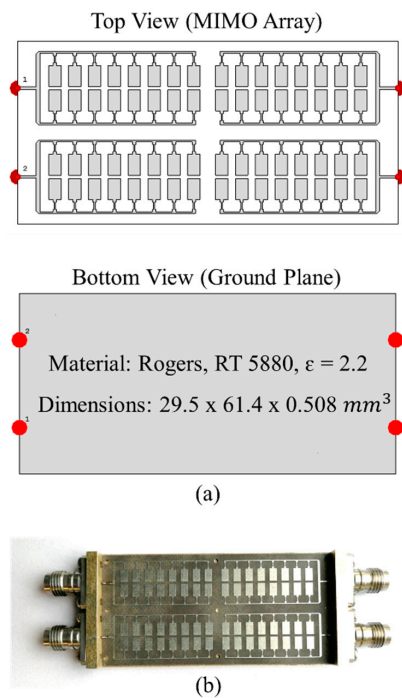 Top View (MIMO Array)
1
2
Bottom View (Ground Plane)
2
Material: Rogers, RT 5880, ε = 2.2
Dimensions: 29.5 x 61.4 x 0.508 mm³
1
(a)
(b)